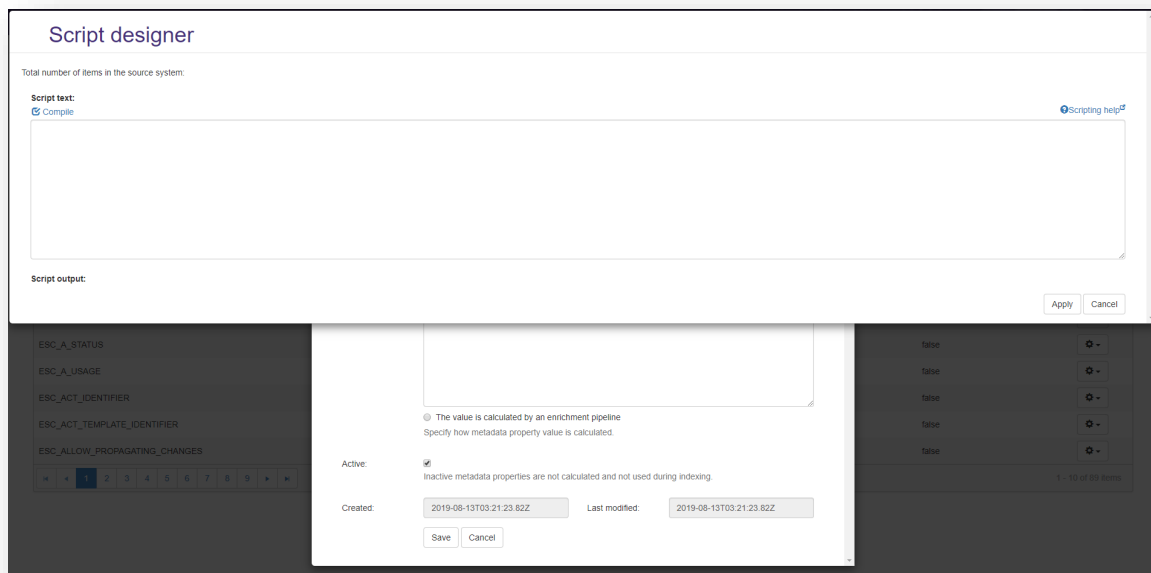 Script designer
Total number of items in the source system:
Script text:
Compile
Scripting help
Script output:
Apply Cancel
ESC_A_STATUS false
ESC_A_USAGE false
ESC_ACT_IDENTIFIER false
ESC_ACT_TEMPLATE_IDENTIFIER false
ESC_ALLOW_PROPAGATING_CHANGES false
The value is calculated by an enrichment pipeline
Specify how metadata property value is calculated.
1 2 3 4 5 6 7 8 9 1 - 10 of 85 items
Active:
Inactive metadata properties are not calculated and not used during indexing.
Created: 2019-08-13T03:21:23.82Z Last modified: 2019-08-13T03:21:23.82Z
Save Cancel